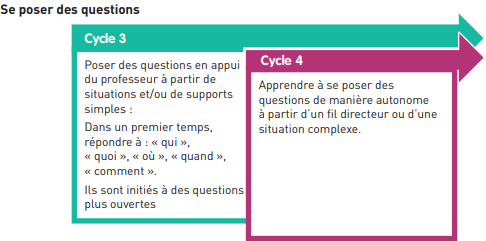 Se poser des questions
Cycle 3
Poser des questions en appui
du professeur à partir de
situations et/ou de supports
simples :
Dans un premier temps,
répondre à : « qui »,
« quoi », « où », « quand »,
« comment ».
Ils sont initiés à des questions
plus ouvertes
Cycle 4
Apprendre à se poser des
questions de manière autonome
à partir d'un fil directeur ou d'une
situation complexe.